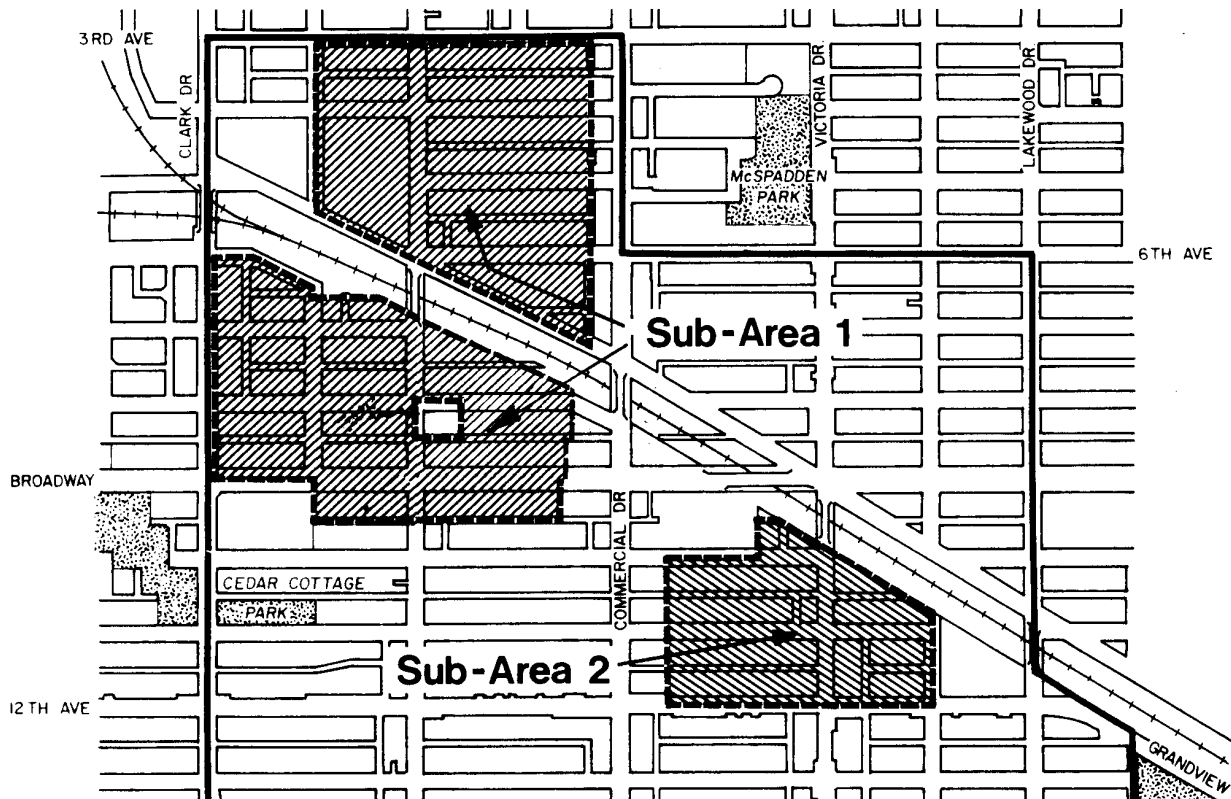 3RD AVE
CLARK DR
VICTORIA DR.
LAKEWOOD DR.
McSPADDEN
PARK
6TH AVE
Sub-Area 1
BROADWAY
COMMERCIAL DR
CEDAR COTTAGE
PARK
Sub-Area 2
12TH AVE
GRANDVIEW